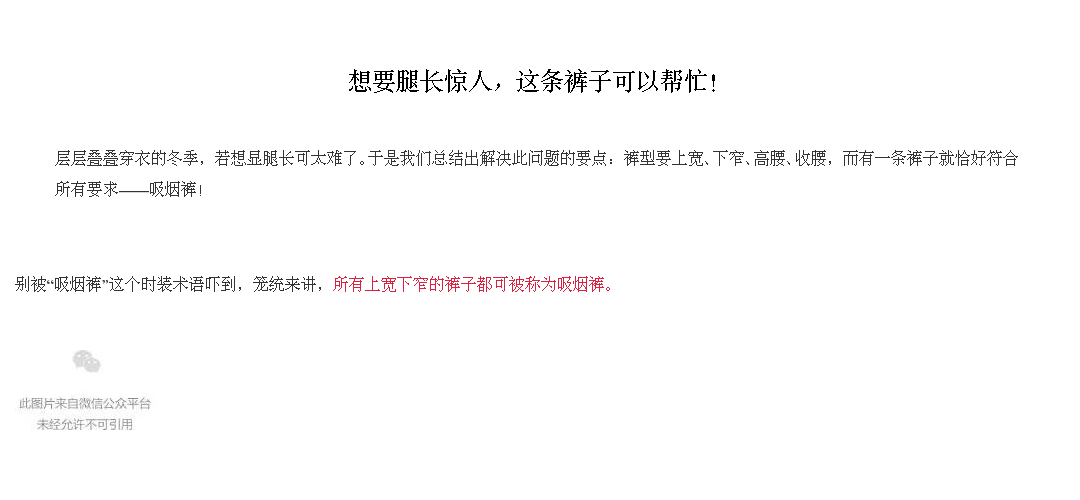 想要腿长惊人，这条裤子可以帮忙！
层层叠叠穿衣的冬季，若想显腿长可太难了。于是我们总结出解决此问题的要点：裤型要上宽、下窄、高腰、收腰，而有一条裤子就恰好符合
所有要求——吸烟裤！
别被“吸烟裤”这个时装术语吓到，笼统来讲，所有上宽下窄的裤子都可被称为吸烟裤。
此图片来自微信公众平台
未经允许不可引用